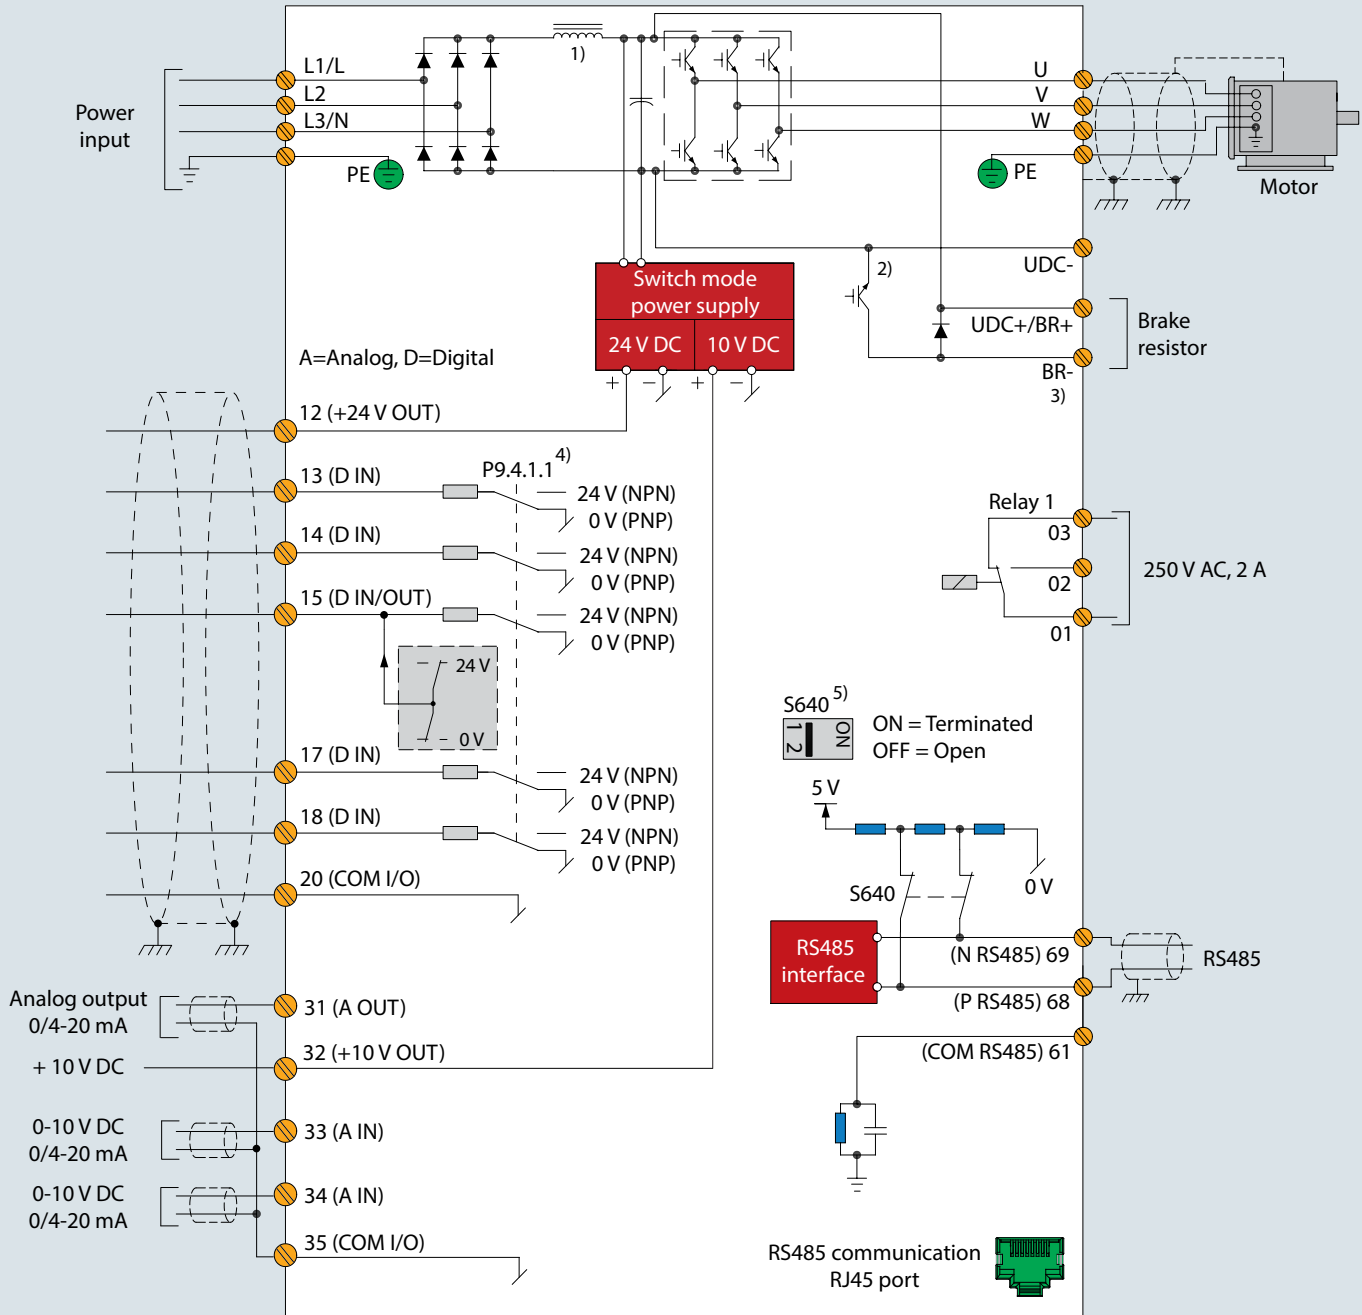 Power
input
L1/L
L2
L3/N
PE
1)
U
V
W
PE
Motor
UDC-
2)
UDC+/BR+
BR-
3)
Brake
resistor
Switch mode
power supply
24 V DC
10 V DC
+
−
+
−
A=Analog, D=Digital
12 (+24 V OUT)
P9.4.1.1 4)
13 (D IN)
24 V (NPN)
0 V (PNP)
14 (D IN)
24 V (NPN)
0 V (PNP)
15 (D IN/OUT)
24 V (NPN)
0 V (PNP)
24 V
0 V
17 (D IN)
24 V (NPN)
0 V (PNP)
18 (D IN)
24 V (NPN)
0 V (PNP)
20 (COM I/O)
Relay 1
03
02
01
250 V AC, 2 A
S640 5)
1 2
ON
ON = Terminated
OFF = Open
5 V
0 V
S640
RS485
interface
(N RS485) 69
(P RS485) 68
RS485
(COM RS485) 61
Analog output
0/4-20 mA
31 (A OUT)
+ 10 V DC
32 (+10 V OUT)
0-10 V DC
0/4-20 mA
33 (A IN)
0-10 V DC
0/4-20 mA
34 (A IN)
35 (COM I/O)
RS485 communication
RJ45 port